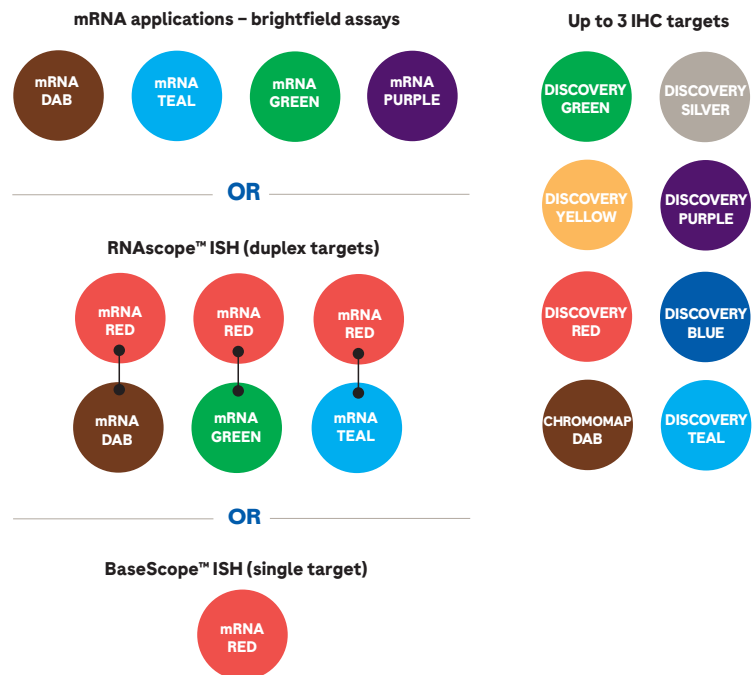 mRNA applications – brightfield assays
mRNA
DAB
mRNA
TEAL
mRNA
GREEN
mRNA
PURPLE
OR
RNAscope™ ISH (duplex targets)
mRNA
RED
mRNA
RED
mRNA
RED
mRNA
DAB
mRNA
GREEN
mRNA
TEAL
OR
BaseScope™ ISH (single target)
mRNA
RED
Up to 3 IHC targets
DISCOVERY
GREEN
DISCOVERY
SILVER
DISCOVERY
YELLOW
DISCOVERY
PURPLE
DISCOVERY
RED
DISCOVERY
BLUE
CHROMOMAP
DAB
DISCOVERY
TEAL